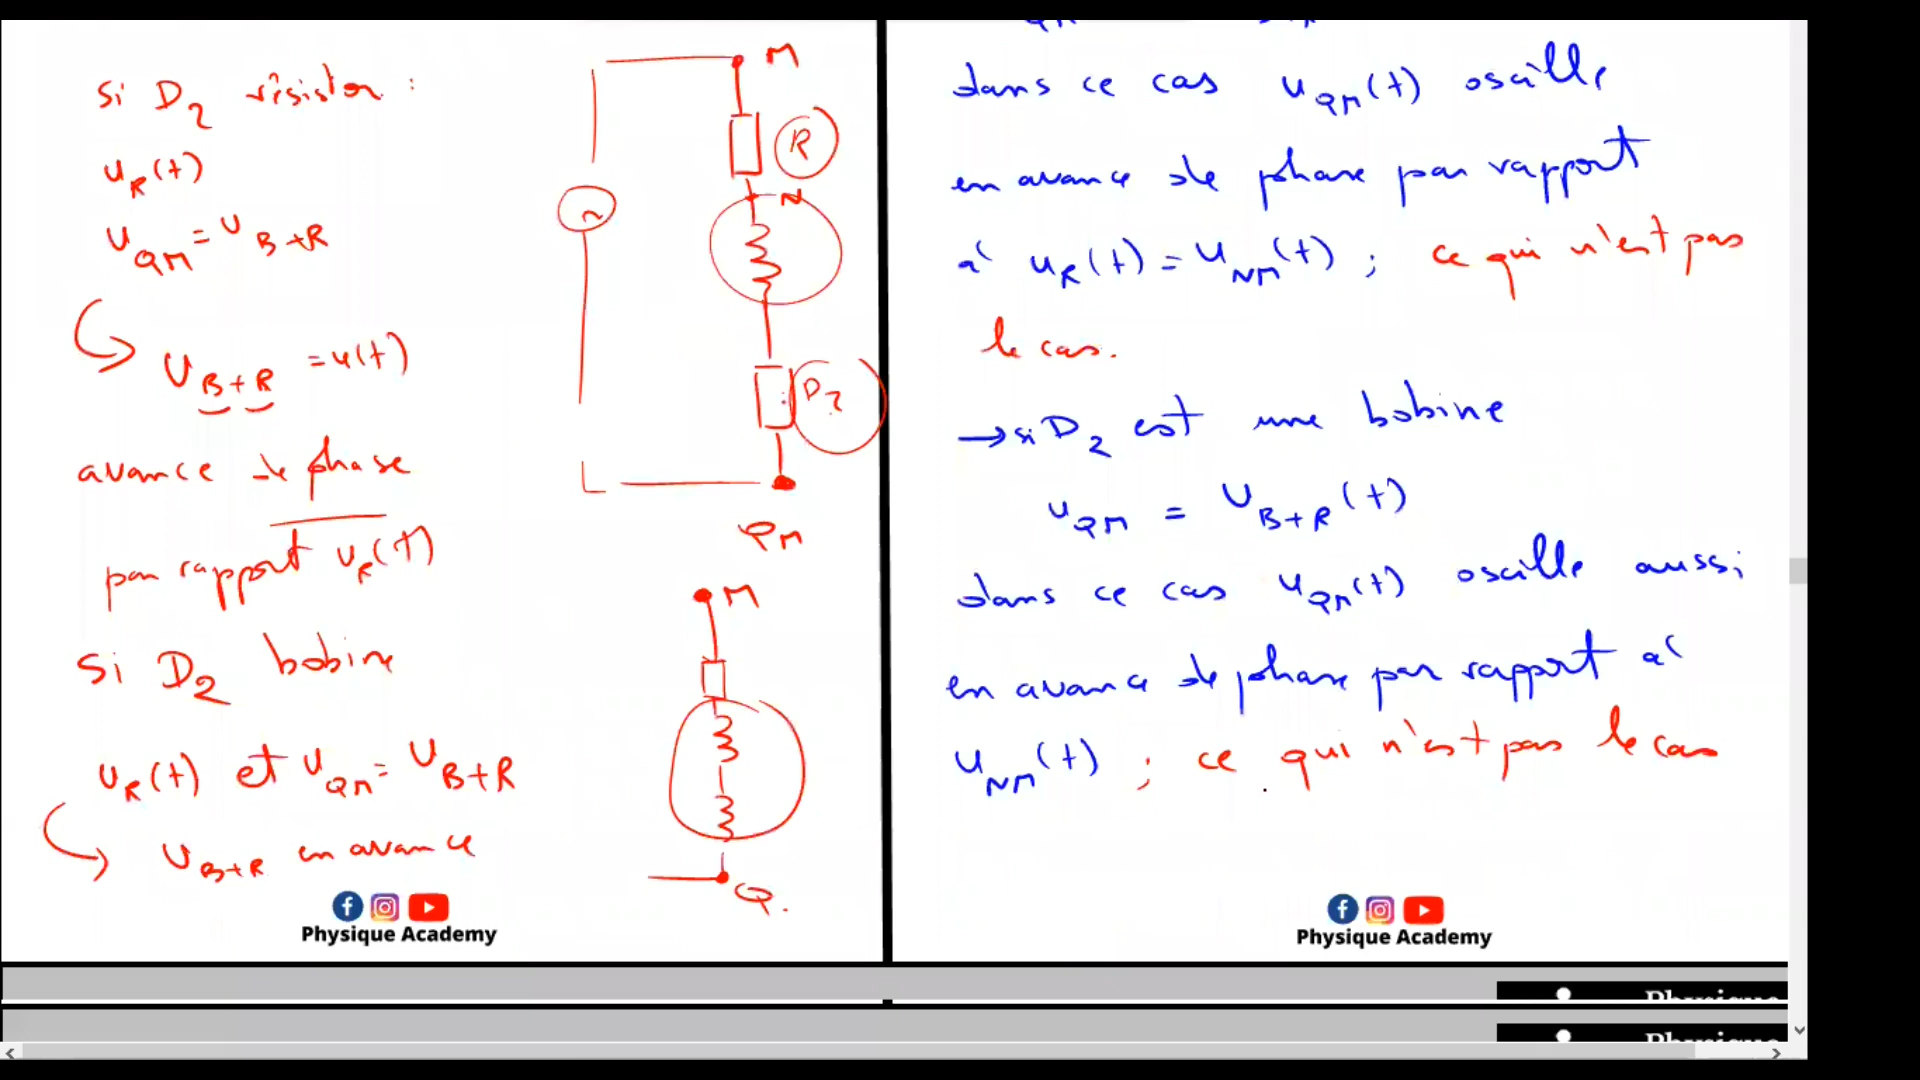 si D2 résistor :
uR(t)
uQM = UB+R
UB+R = u(t)
avance de phase
par rapport uR(t)
Si D2 bobine
uR(t) et uQM = UB+R
UB+R en avance
M
R
N
~
D2
QM
M
Q.
Physique Academy
dans ce cas uQM(t) oscille
en avance de phase par rapport
à uR(t) = uNM(t) ; ce qui n'est pas
le cas.
→ si D2 est une bobine
uQM = UB+R(t)
dans ce cas uQM(t) oscille aussi
en avance de phase par rapport à
uNM(t) ; ce qui n'est pas le cas
Physique Academy
Physique
Physique